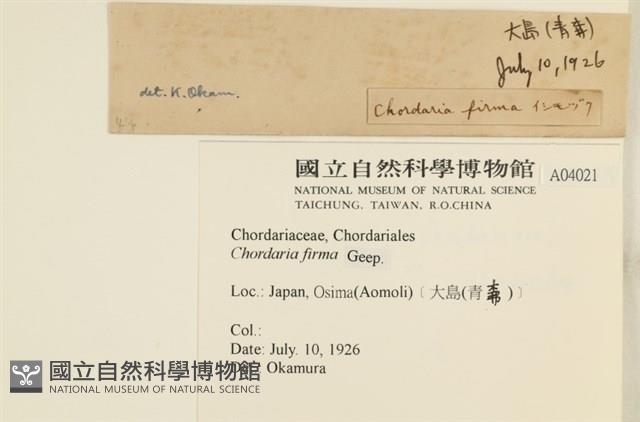 大島(青森)
July 10, 1926
det. K. Okam.
Chordaria firma イシモヅク
國立自然科學博物館
NATIONAL MUSEUM OF NATURAL SCIENCE
TAICHUNG, TAIWAN, R.O.CHINA
A04021
Chordariaceae, Chordariales
Chordaria firma Geep.
Loc.: Japan, Osima(Aomoli) [ 大島(青森) ]
Col.:
Date: July. 10, 1926
Det: Okamura
國立自然科學博物館
NATIONAL MUSEUM OF NATURAL SCIENCE